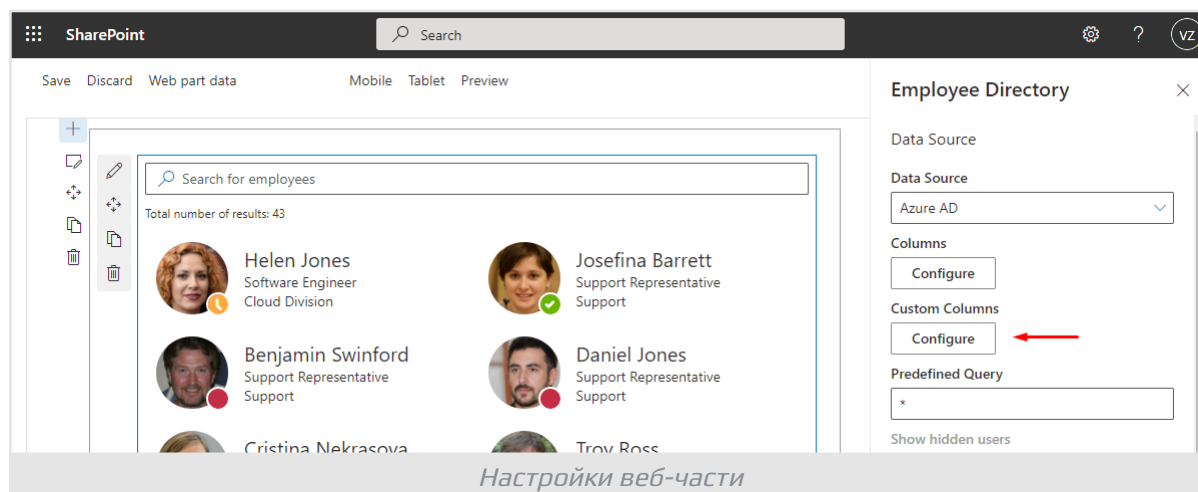 SharePoint
Search
VZ
Save Discard Web part data Mobile Tablet Preview
Search for employees
Total number of results: 43
Helen Jones
Software Engineer
Cloud Division
Josefina Barrett
Support Representative
Support
Benjamin Swinford
Support Representative
Support
Daniel Jones
Support Representative
Support
Cristina Nekrasova
Troy Ross
Employee Directory
Data Source
Data Source
Azure AD
Columns
Configure
Custom Columns
Configure
Predefined Query
*
Show hidden users
Настройки веб-части